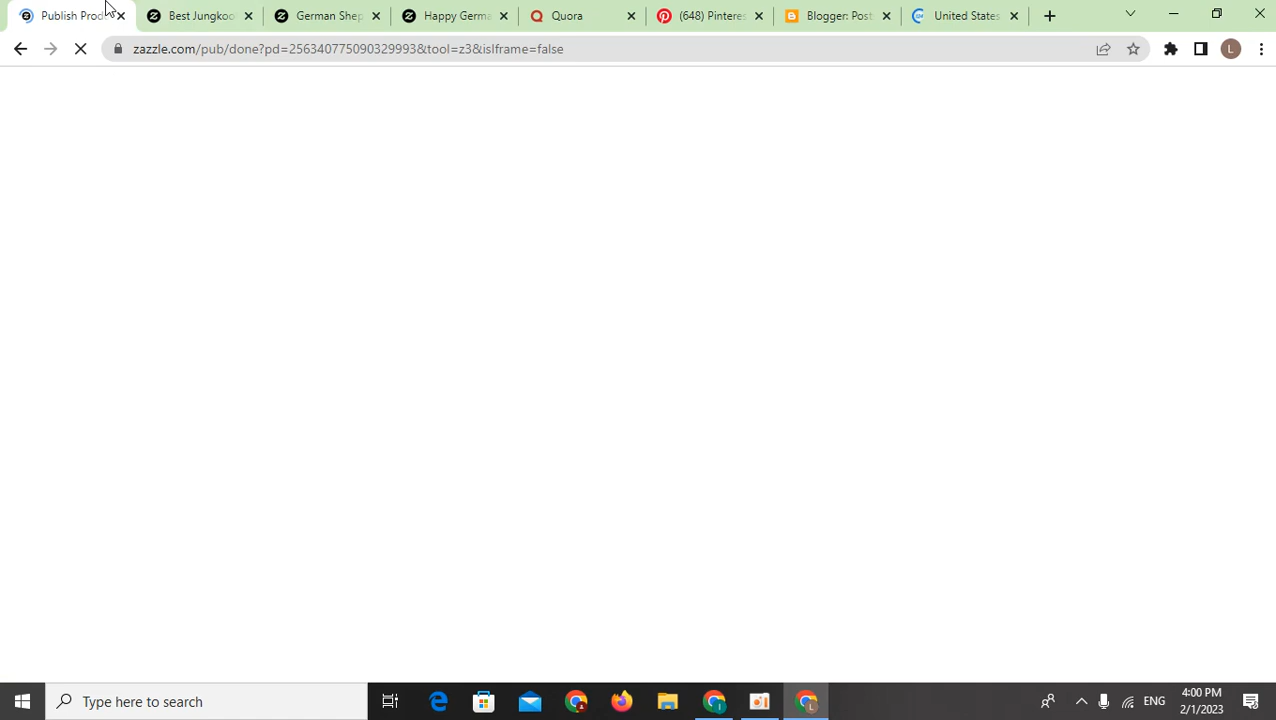 Publish Prod
Best Jungkoo
German Shep
Happy Germa
Quora
(648) Pinteres
Blogger: Post
United States
zazzle.com/pub/done?pd=256340775090329993&tool=z3&isIframe=false
L
Type here to search
ENG
4:00 PM
2/1/2023